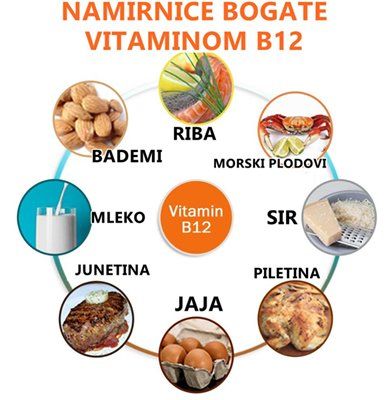 NAMIRNICE BOGATE
VITAMINOM B12
RIBA
BADEMI
MORSKI PLODOVI
MLEKO
Vitamin
B12
SIR
JUNETINA
PILETINA
JAJA